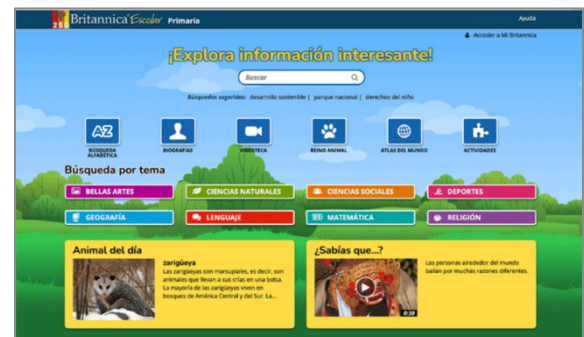 Britannica Escolar Primaria
Ayuda
Acceder a Mi Britannica
¡Explora información interesante!
Buscar
Búsquedas sugeridas: desarrollo sostenible | parque nacional | derechos del niño
AZ
BÚSQUEDA ALFABÉTICA
BIOGRAFÍAS
VIDEOTECA
REINO ANIMAL
ATLAS DEL MUNDO
ACTIVIDADES
Búsqueda por tema
BELLAS ARTES
CIENCIAS NATURALES
CIENCIAS SOCIALES
DEPORTES
GEOGRAFÍA
LENGUAJE
MATEMÁTICA
RELIGIÓN
Animal del día
zarigüeya
Las zarigüeyas son marsupiales, es decir, son
animales que llevan a sus crías en una bolsa.
La mayoría de las zarigüeyas viven en
bosques de América Central y del Sur. La...
¿Sabías que...?
Las personas alrededor del mundo
bailan por muchas razones diferentes.
0:29